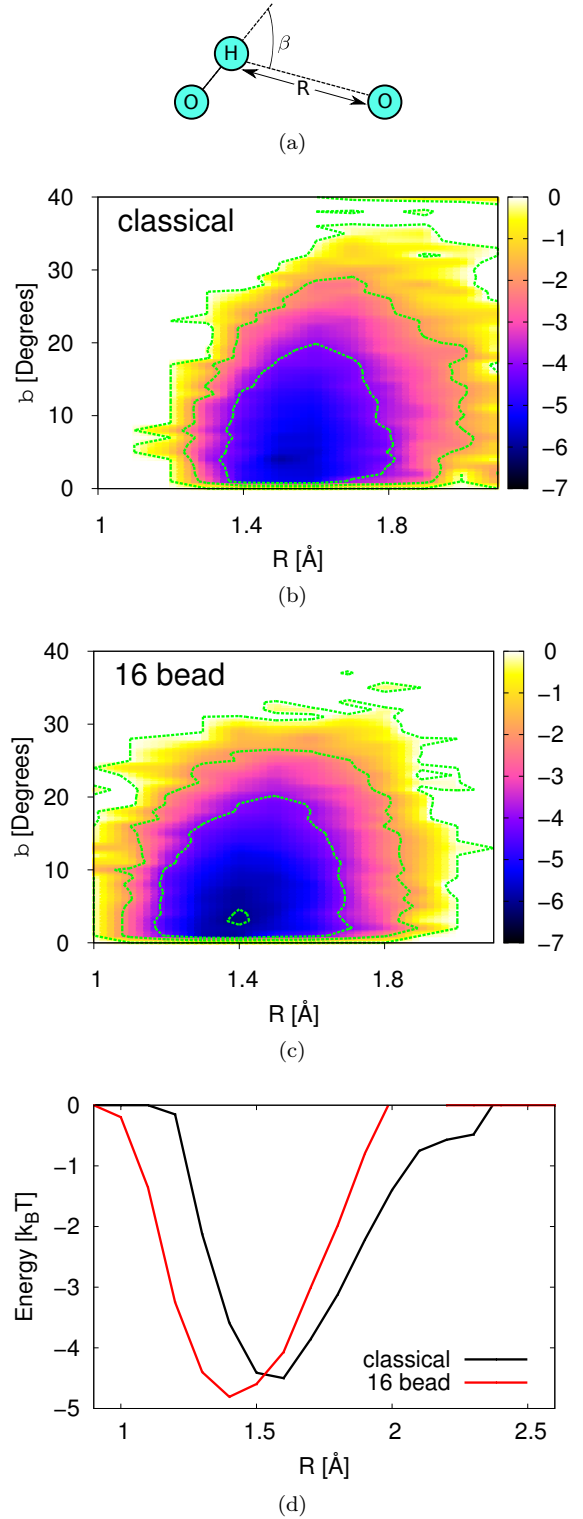 H
β
R
O
O
(a)
classical
40
30
20
10
0
b [Degrees]
1
1.4
1.8
R [Å]
0
−1
−2
−3
−4
−5
−6
−7
(b)
16 bead
40
30
20
10
0
b [Degrees]
1
1.4
1.8
R [Å]
0
−1
−2
−3
−4
−5
−6
−7
(c)
0
−1
−2
−3
−4
−5
Energy [kBT]
classical
16 bead
1
1.5
2
2.5
R [Å]
(d)